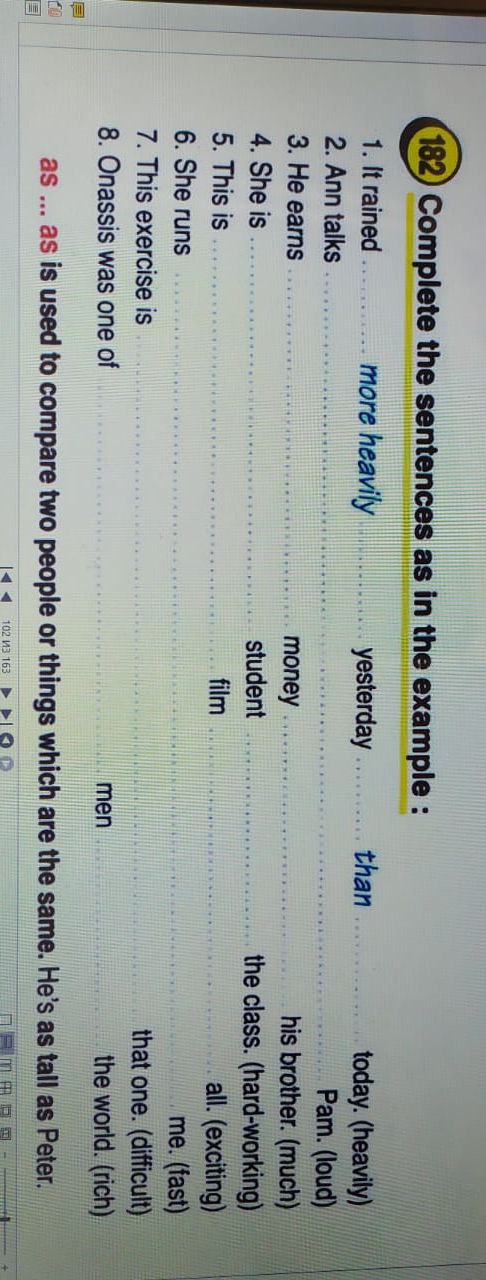 182 Complete the sentences as in the example :
1. It rained .......... more heavily .......... yesterday .......... than .......... today. (heavily)
2. Ann talks .......... Pam. (loud)
3. He earns .......... money .......... his brother. (much)
4. She is .......... student .......... the class. (hard-working)
5. This is .......... film .......... all. (exciting)
6. She runs .......... me. (fast)
7. This exercise is .......... that one. (difficult)
8. Onassis was one of .......... men .......... the world. (rich)
as ... as is used to compare two people or things which are the same. He's as tall as Peter.
102 из 163